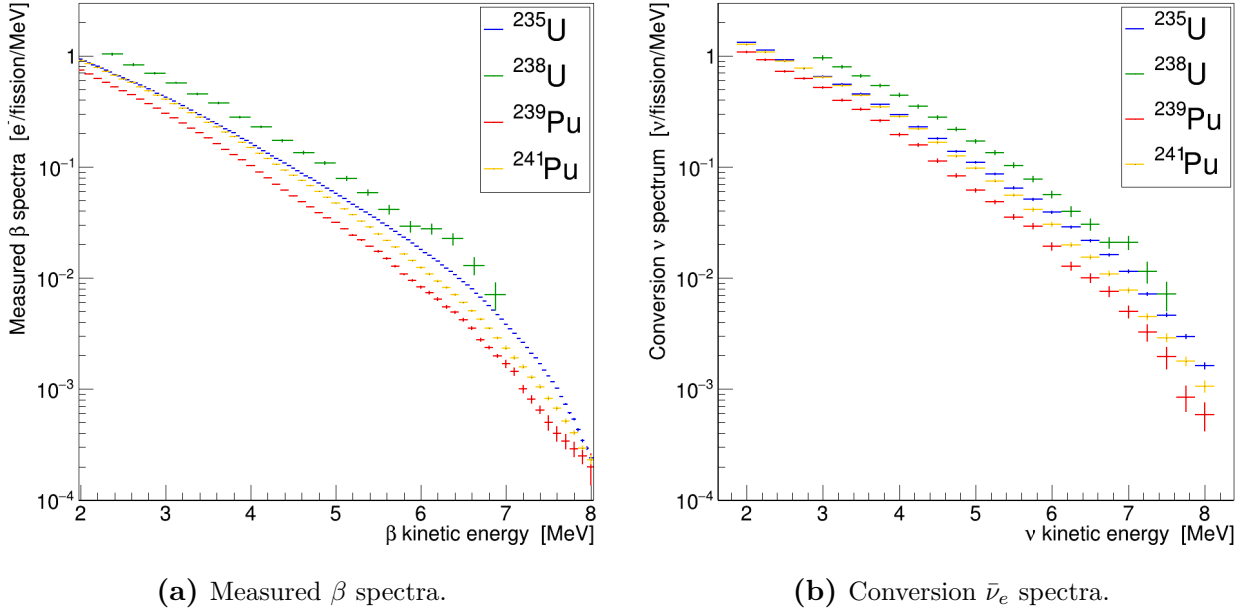 Measured β spectra [e⁻/fission/MeV]
1
10⁻¹
10⁻²
10⁻³
10⁻⁴
²³⁵U
²³⁸U
²³⁹Pu
²⁴¹Pu
2 3 4 5 6 7 8
β kinetic energy [MeV]
(a) Measured β spectra.
Conversion ν spectrum [ν/fission/MeV]
1
10⁻¹
10⁻²
10⁻³
10⁻⁴
²³⁵U
²³⁸U
²³⁹Pu
²⁴¹Pu
2 3 4 5 6 7 8
ν kinetic energy [MeV]
(b) Conversion ν̄ₑ spectra.